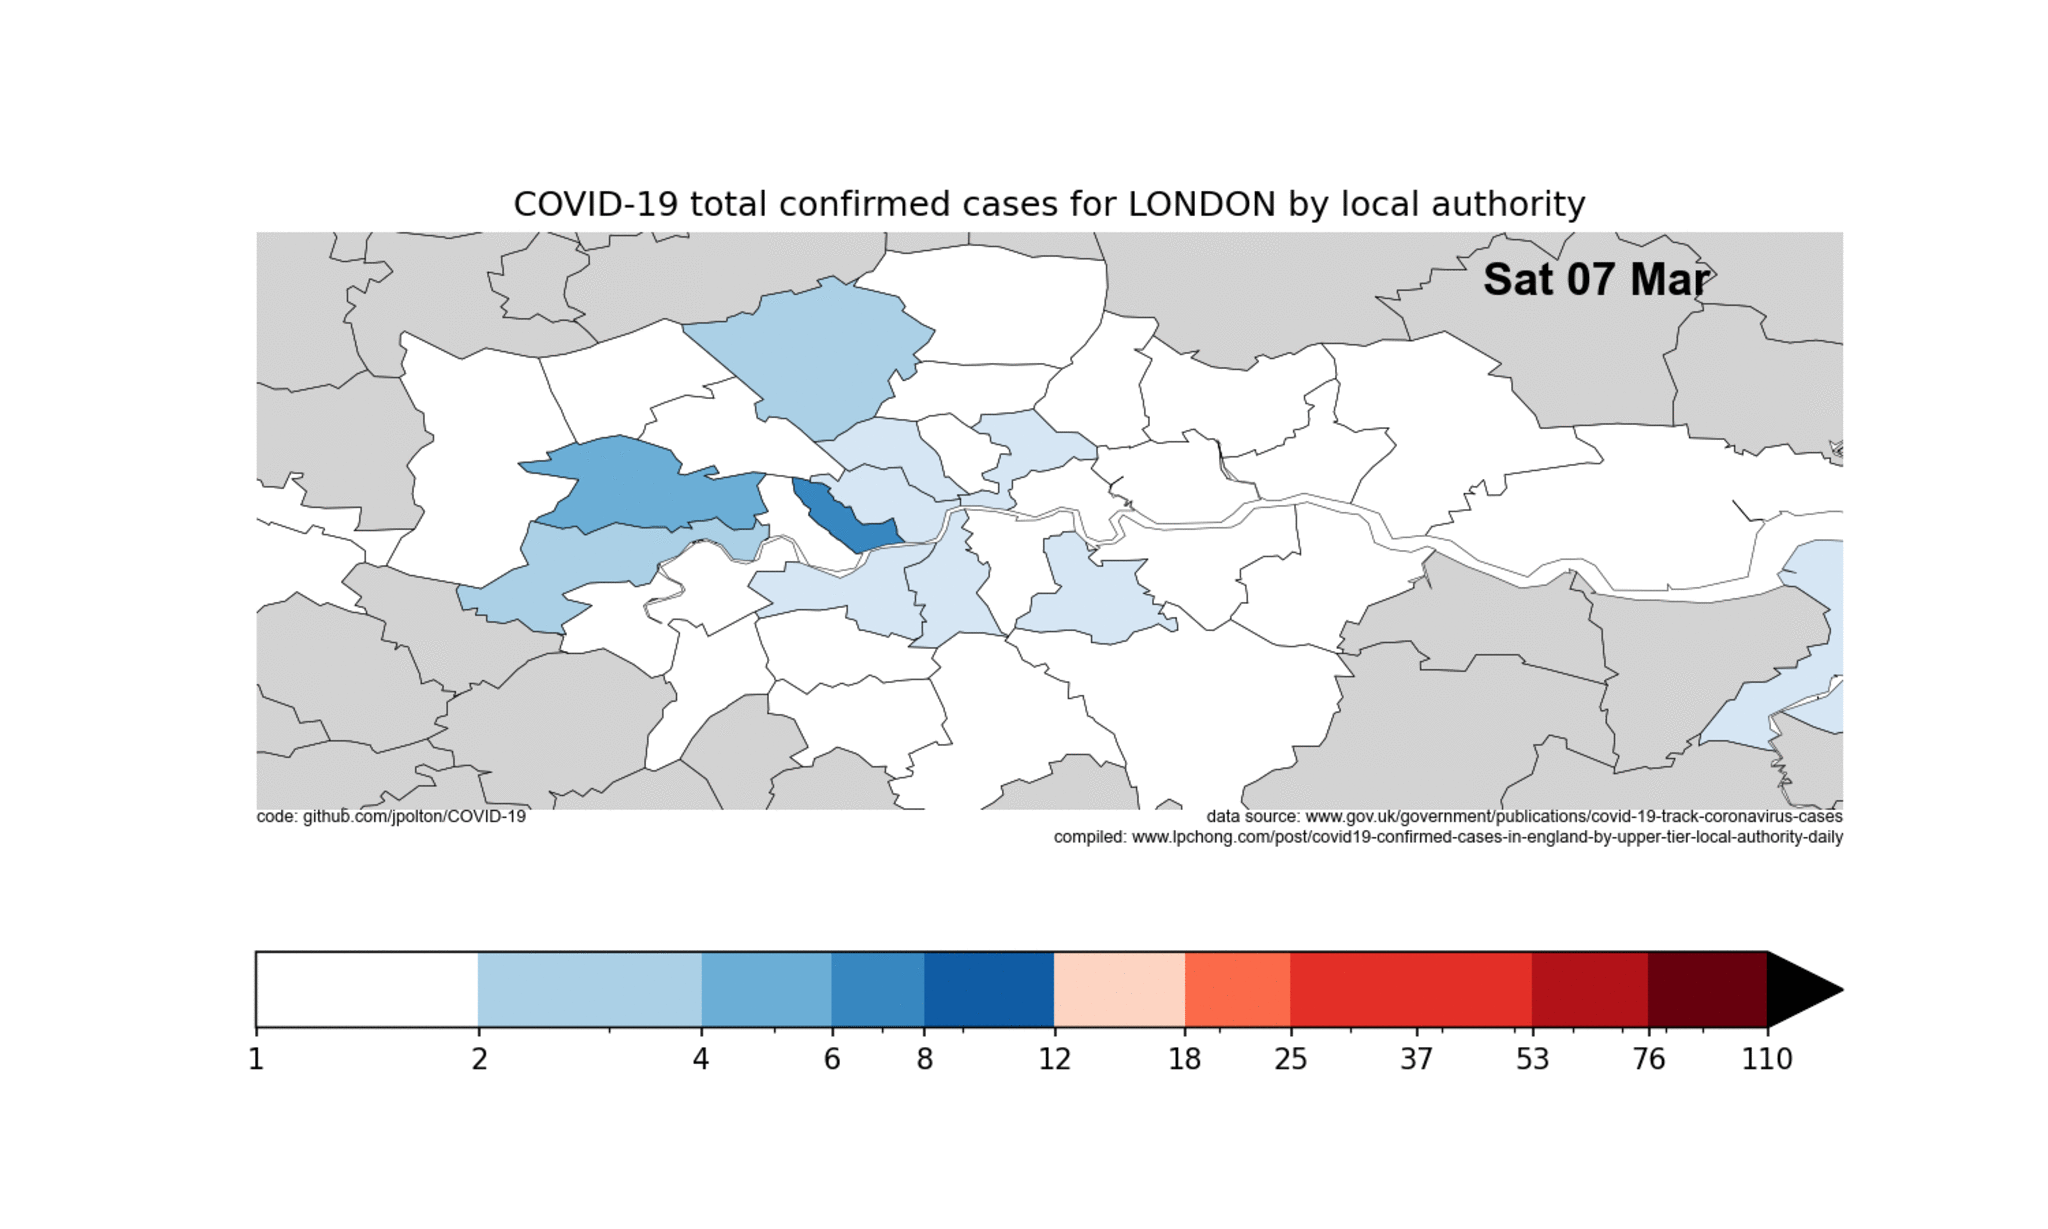 COVID-19 total confirmed cases for LONDON by local authority
Sat 07 Mar
code: github.com/jpolton/COVID-19
data source: www.gov.uk/government/publications/covid-19-track-coronavirus-cases
compiled: www.lpchong.com/post/covid19-confirmed-cases-in-england-by-upper-tier-local-authority-daily
1 2 4 6 8 12 18 25 37 53 76 110